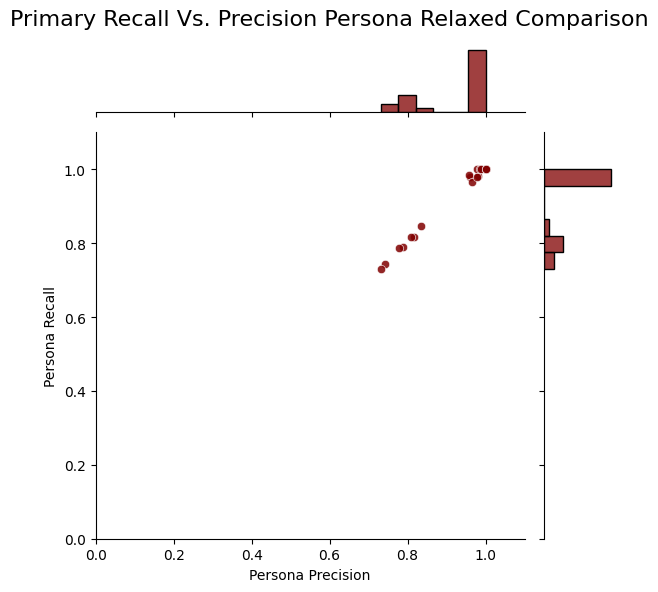 Primary Recall Vs. Precision Persona Relaxed Comparison
1.0
0.8
0.6
0.4
0.2
0.0
Persona Recall
0.0 0.2 0.4 0.6 0.8 1.0
Persona Precision